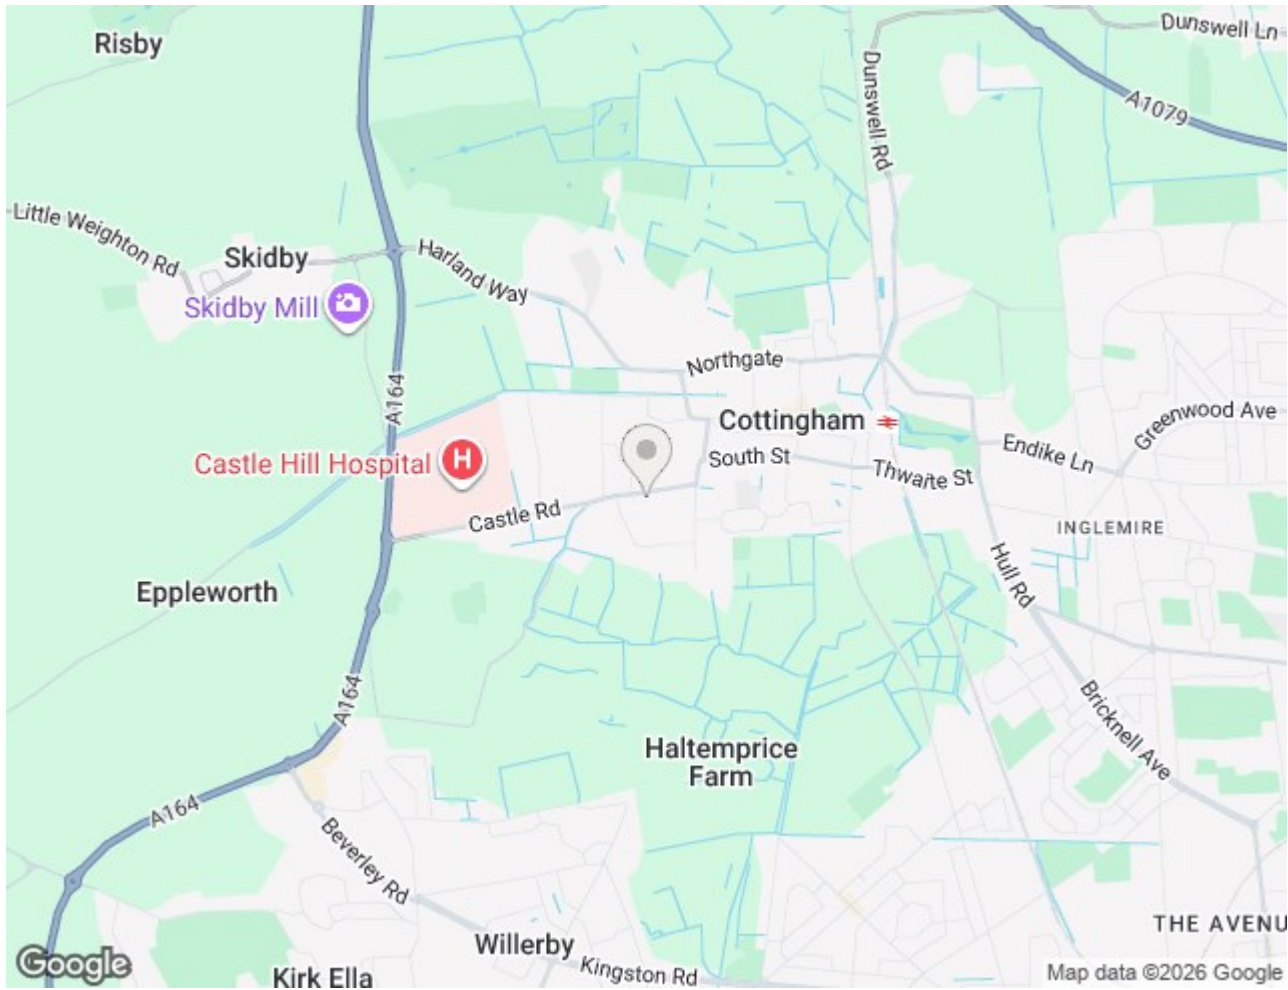 Risby
Dunswell Ln
A1079
Dunswell Rd
Little Weighton Rd
Skidby
Harland Way
Skidby Mill
Northgate
A164
Cottingham
Greenwood Ave
South St
Endike Ln
Castle Hill Hospital
H
Thwaite St
Castle Rd
INGLEMIRE
Hull Rd
Eppleworth
A164
Bricknell Ave
Haltemprice
Farm
A164
Beverley Rd
THE AVENU
Willerby
Kingston Rd
Kirk Ella
Google
Map data ©2026 Google